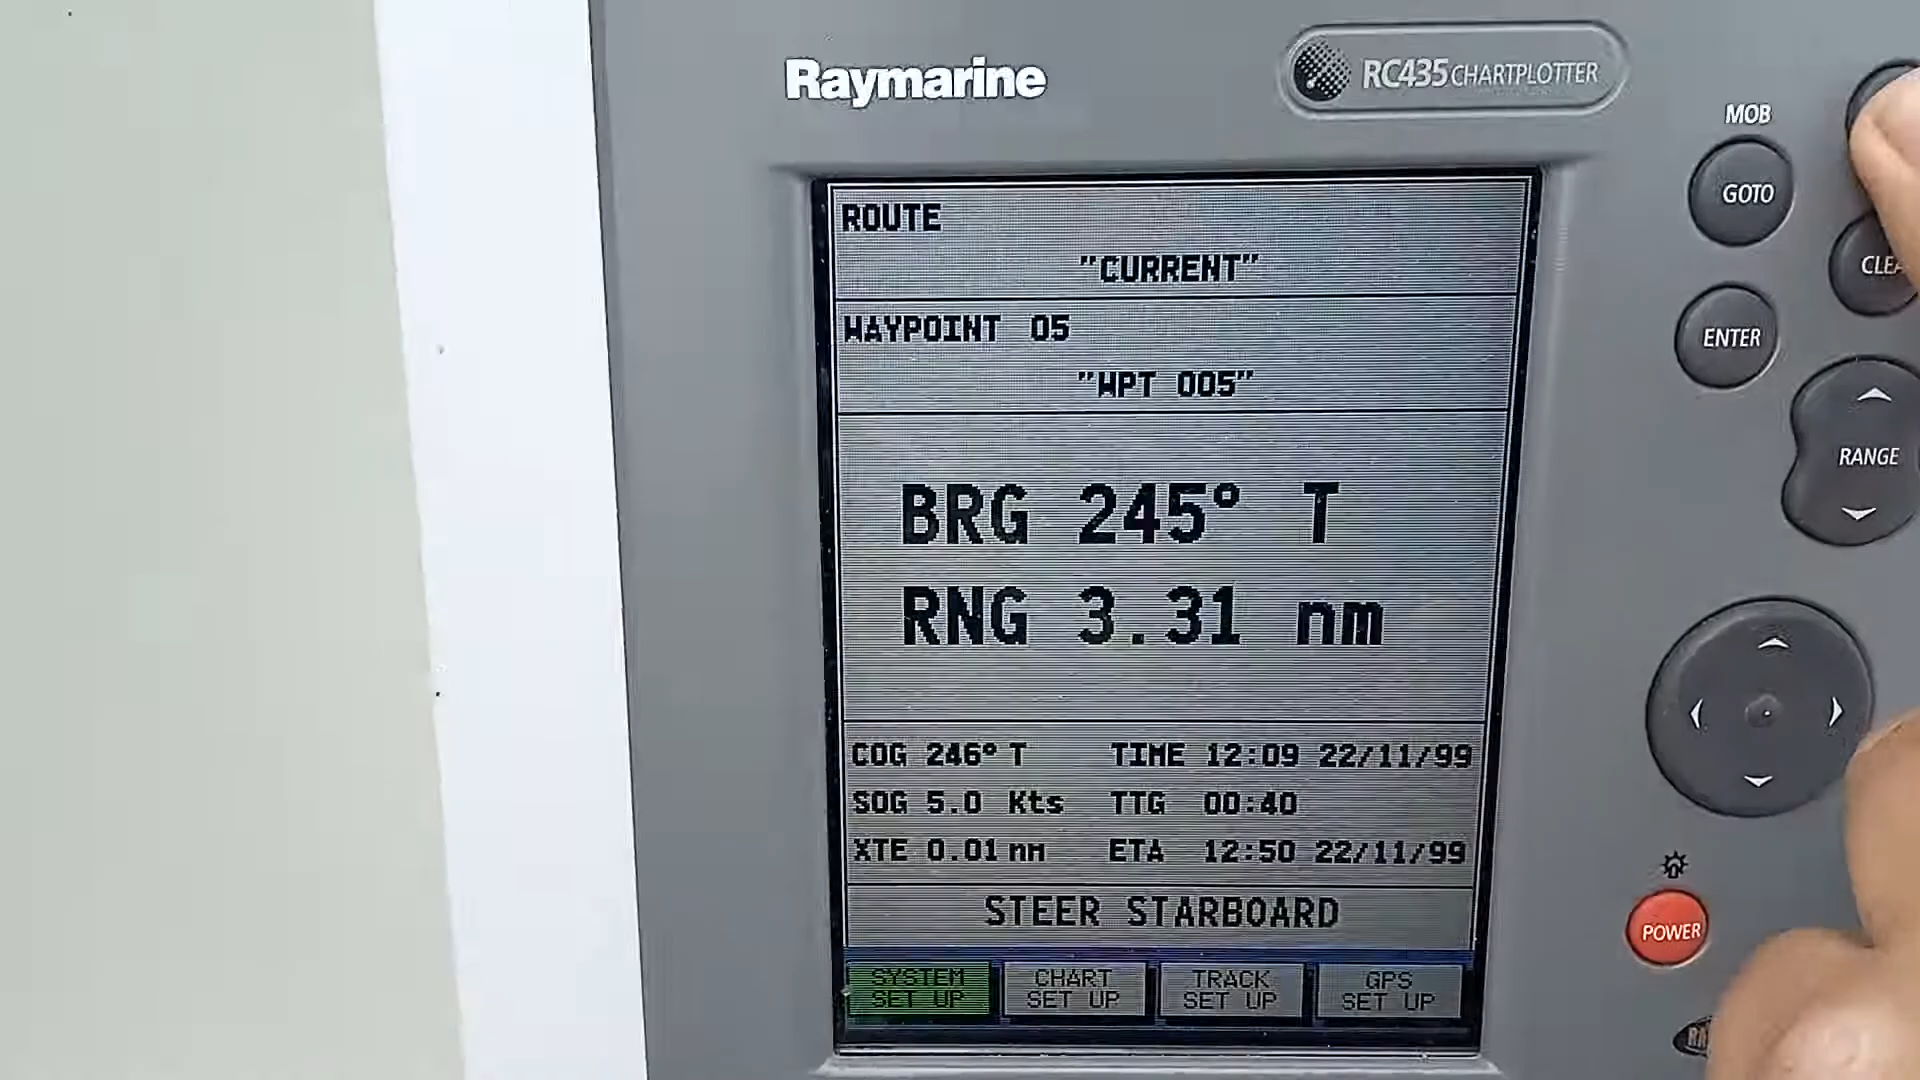 Raymarine
RC435 CHARTPLOTTER
MOB
GOTO
ENTER
RANGE
POWER
ROUTE
"CURRENT"
WAYPOINT 05
"WPT 005"
BRG 245° T
RNG 3.31 nm
COG 246° T TIME 12:09 22/11/99
SOG 5.0 Kts TTG 00:40
XTE 0.01 nm ETA 12:50 22/11/99
STEER STARBOARD
SYSTEM SET UP
CHART SET UP
TRACK SET UP
GPS SET UP